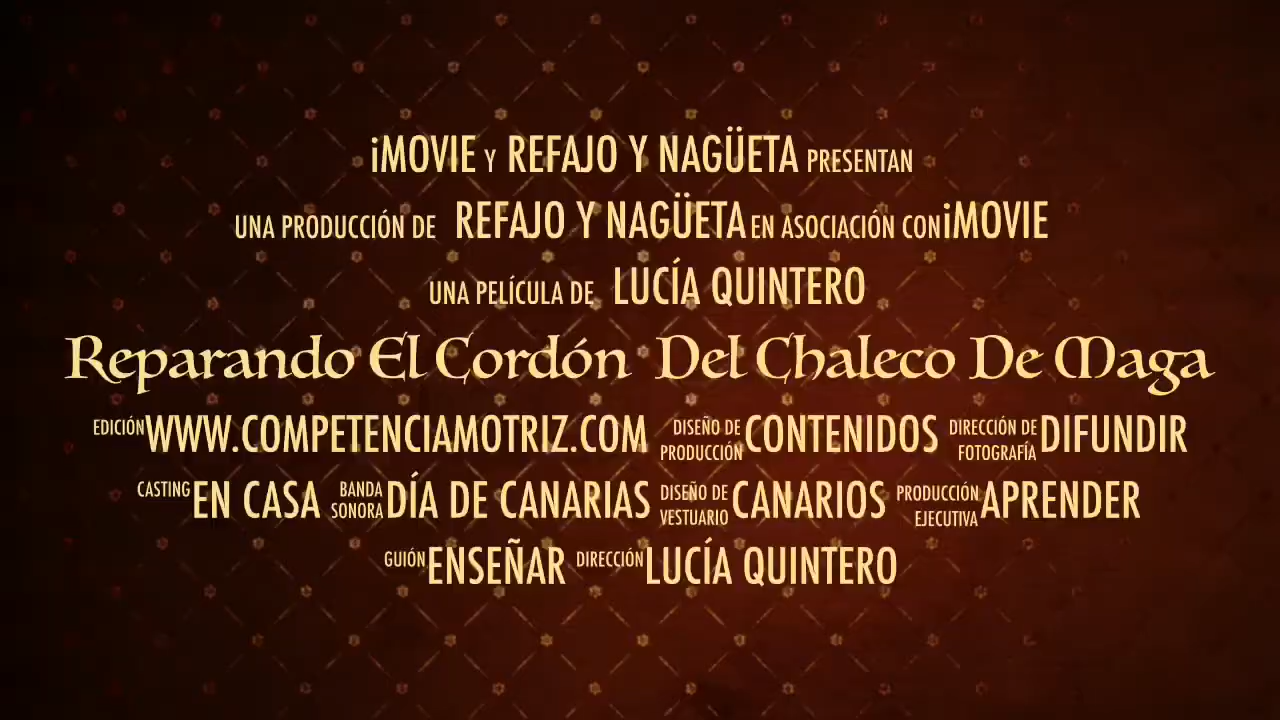 iMOVIE Y REFAJO Y NAGÜETA PRESENTAN
UNA PRODUCCIÓN DE REFAJO Y NAGÜETA EN ASOCIACIÓN CON iMOVIE
UNA PELÍCULA DE LUCÍA QUINTERO
Reparando El Cordón Del Chaleco De Maga
EDICIÓN WWW.COMPETENCIAMOTRIZ.COM DISEÑO DE PRODUCCIÓN CONTENIDOS DIRECCIÓN DE FOTOGRAFÍA DIFUNDIR
CASTING EN CASA BANDA SONORA DÍA DE CANARIAS DISEÑO DE VESTUARIO CANARIOS PRODUCCIÓN EJECUTIVA APRENDER
GUIÓN ENSEÑAR DIRECCIÓN LUCÍA QUINTERO